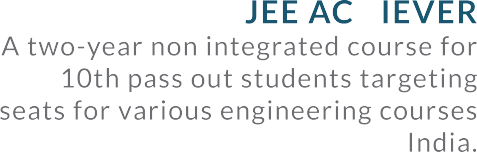 JEE AC IEVER
A two-year non integrated course for
10th pass out students targeting
seats for various engineering courses
India.